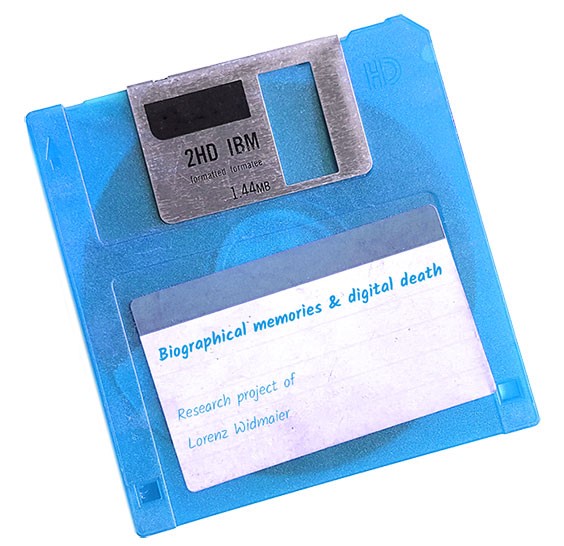 HD
2HD IBM
formatted formatee
1.44MB
Biographical memories & digital death
Research project of
Lorenz Widmaier